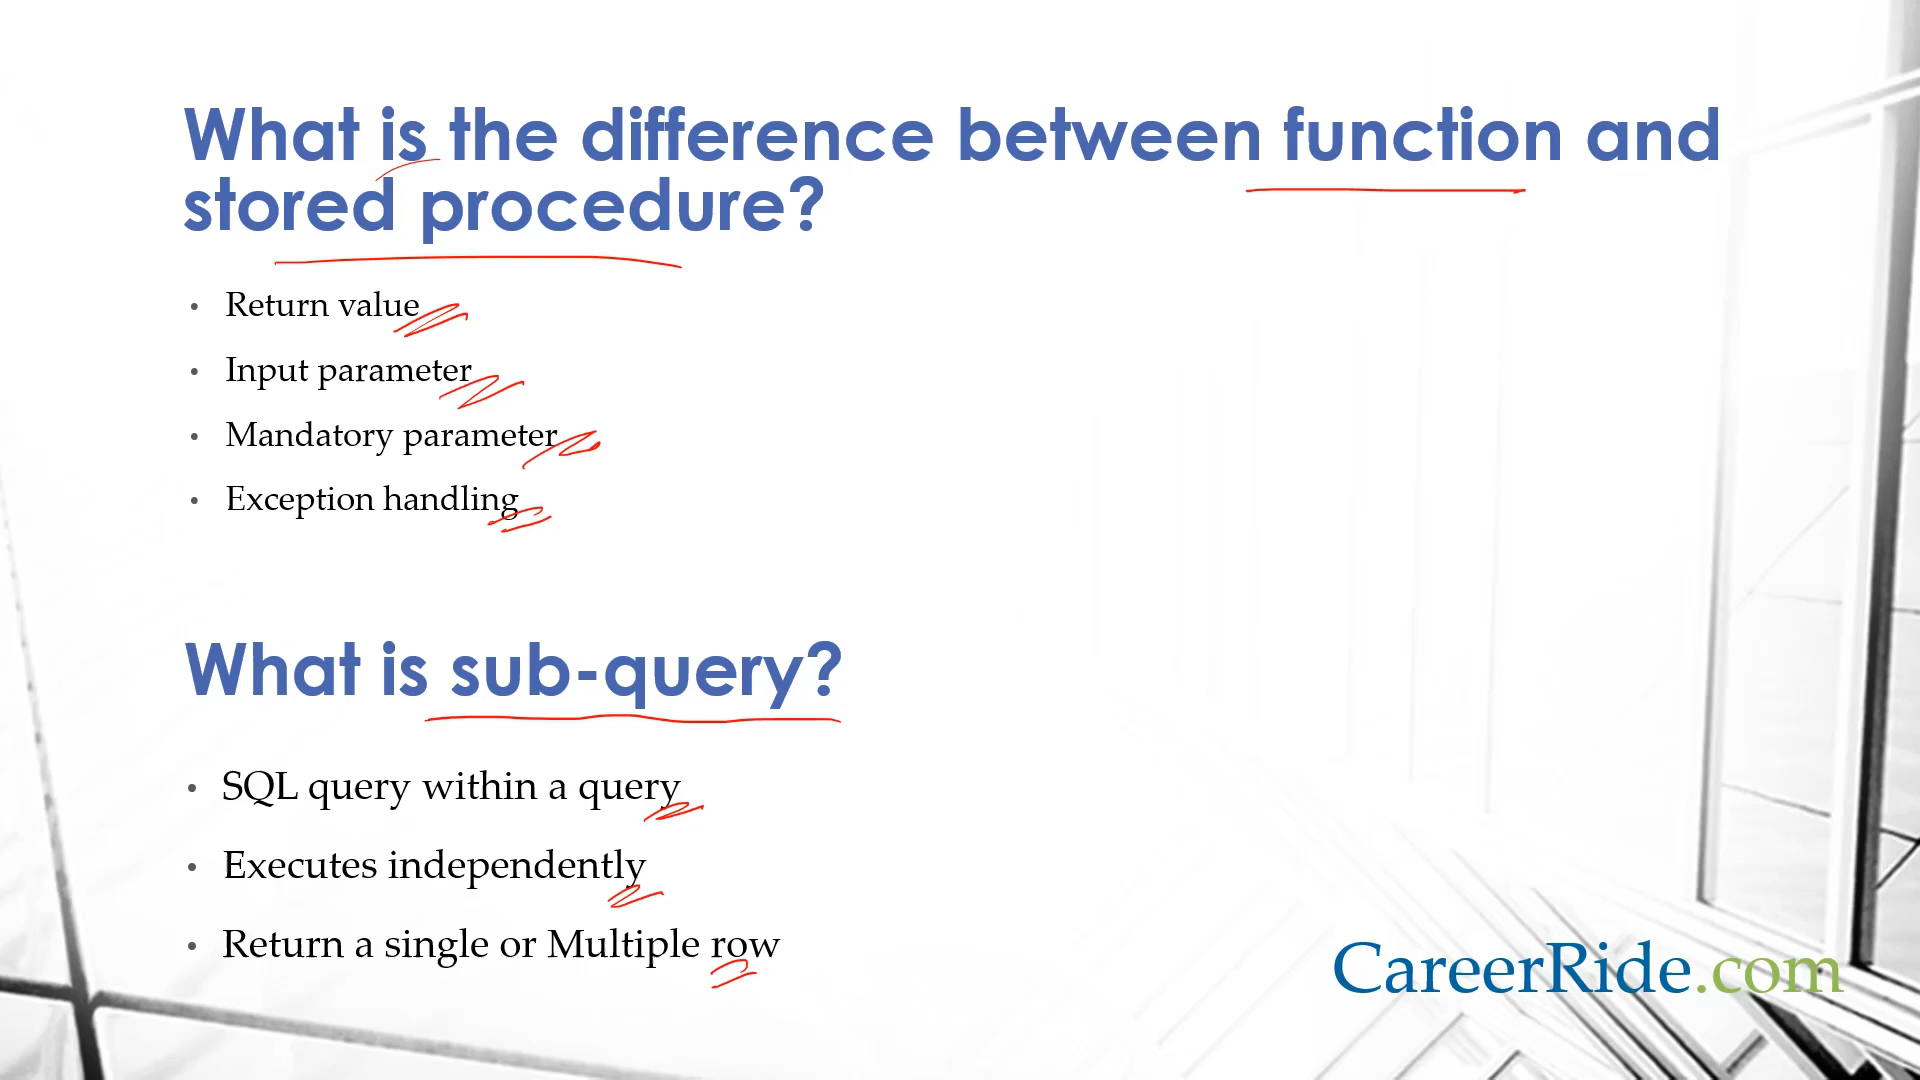 What is the difference between function and
stored procedure?
• Return value
• Input parameter
• Mandatory parameter
• Exception handling
What is sub-query?
• SQL query within a query
• Executes independently
• Return a single or Multiple row
CareerRide.com